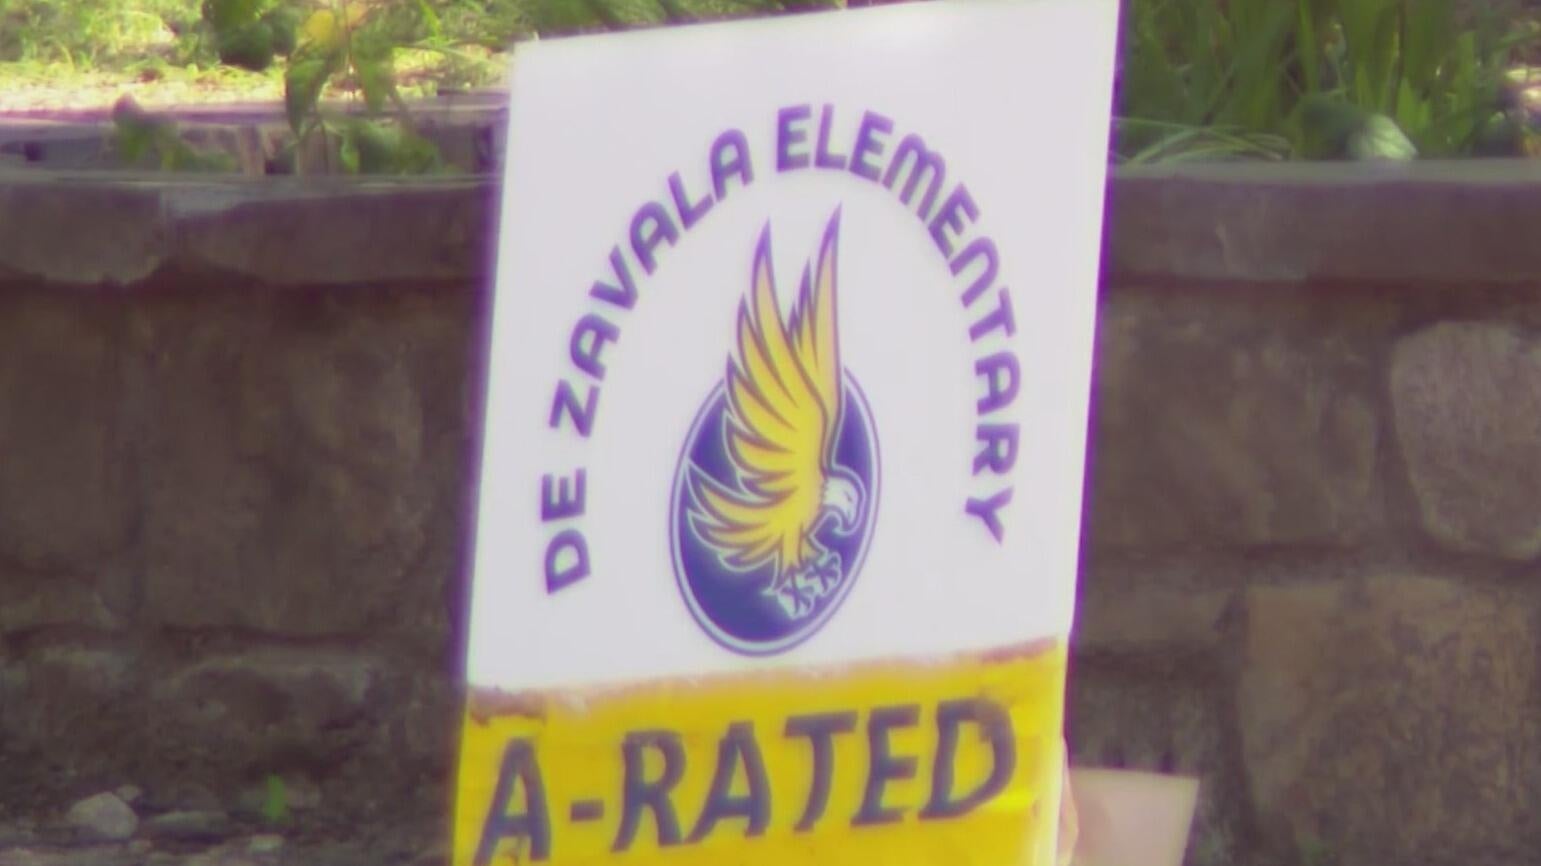 DE ZAVALA ELEMENTARY
A-RATED